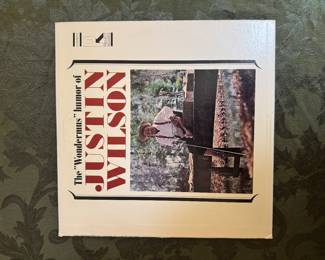 The "Wondermus" humor of
JUSTIN
WILSON